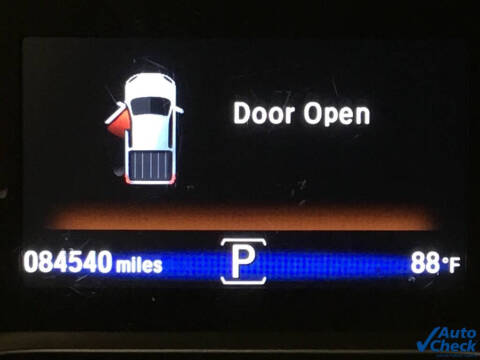 Door Open
084540 miles P 88°F
Auto
Check